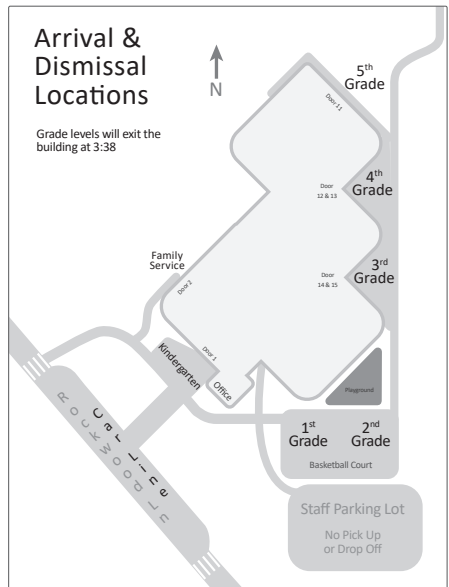 Arrival &
Dismissal
Locations
Grade levels will exit the
building at 3:38
N
5th
Grade
Door 11
4th
Grade
Door
12 & 13
3rd
Grade
Door
14 & 15
Family
Service
Door 2
Door 1
Kindergarten
Office
Playground
1st
Grade
2nd
Grade
Basketball Court
Car Line
Rockwood Ln
Staff Parking Lot
No Pick Up
or Drop Off